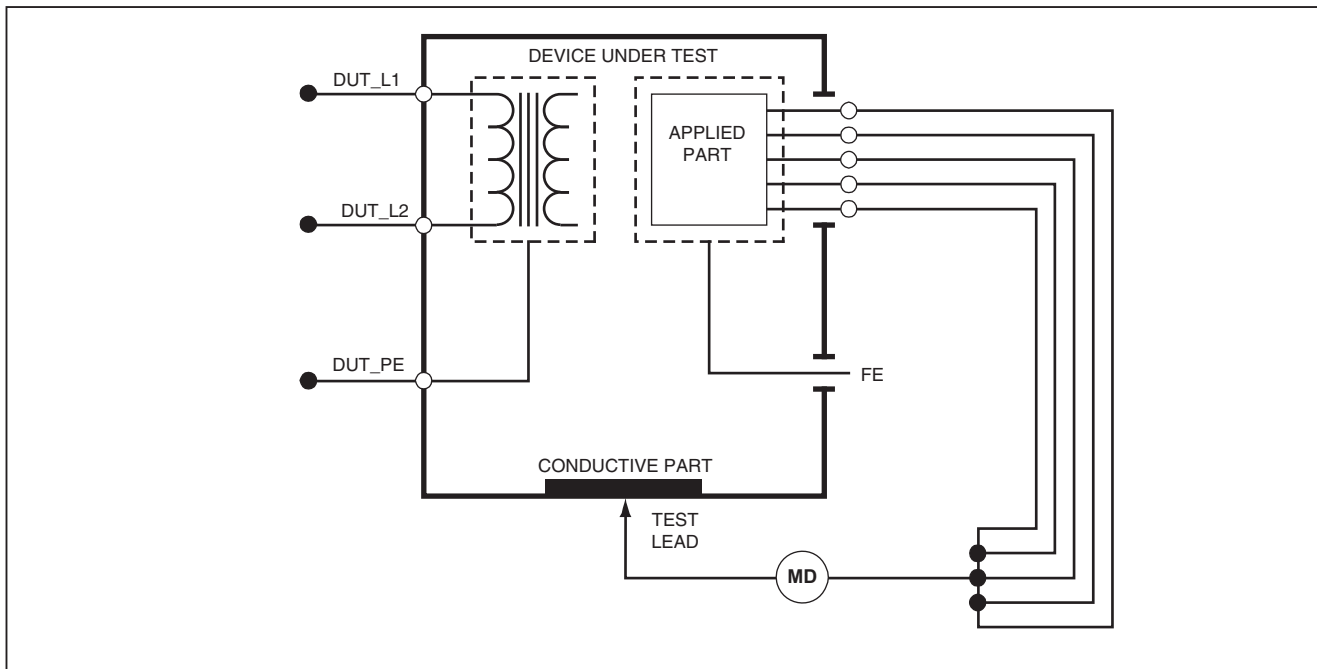 DEVICE UNDER TEST
DUT_L1
APPLIED
PART
DUT_L2
DUT_PE
FE
CONDUCTIVE PART
TEST
LEAD
MD